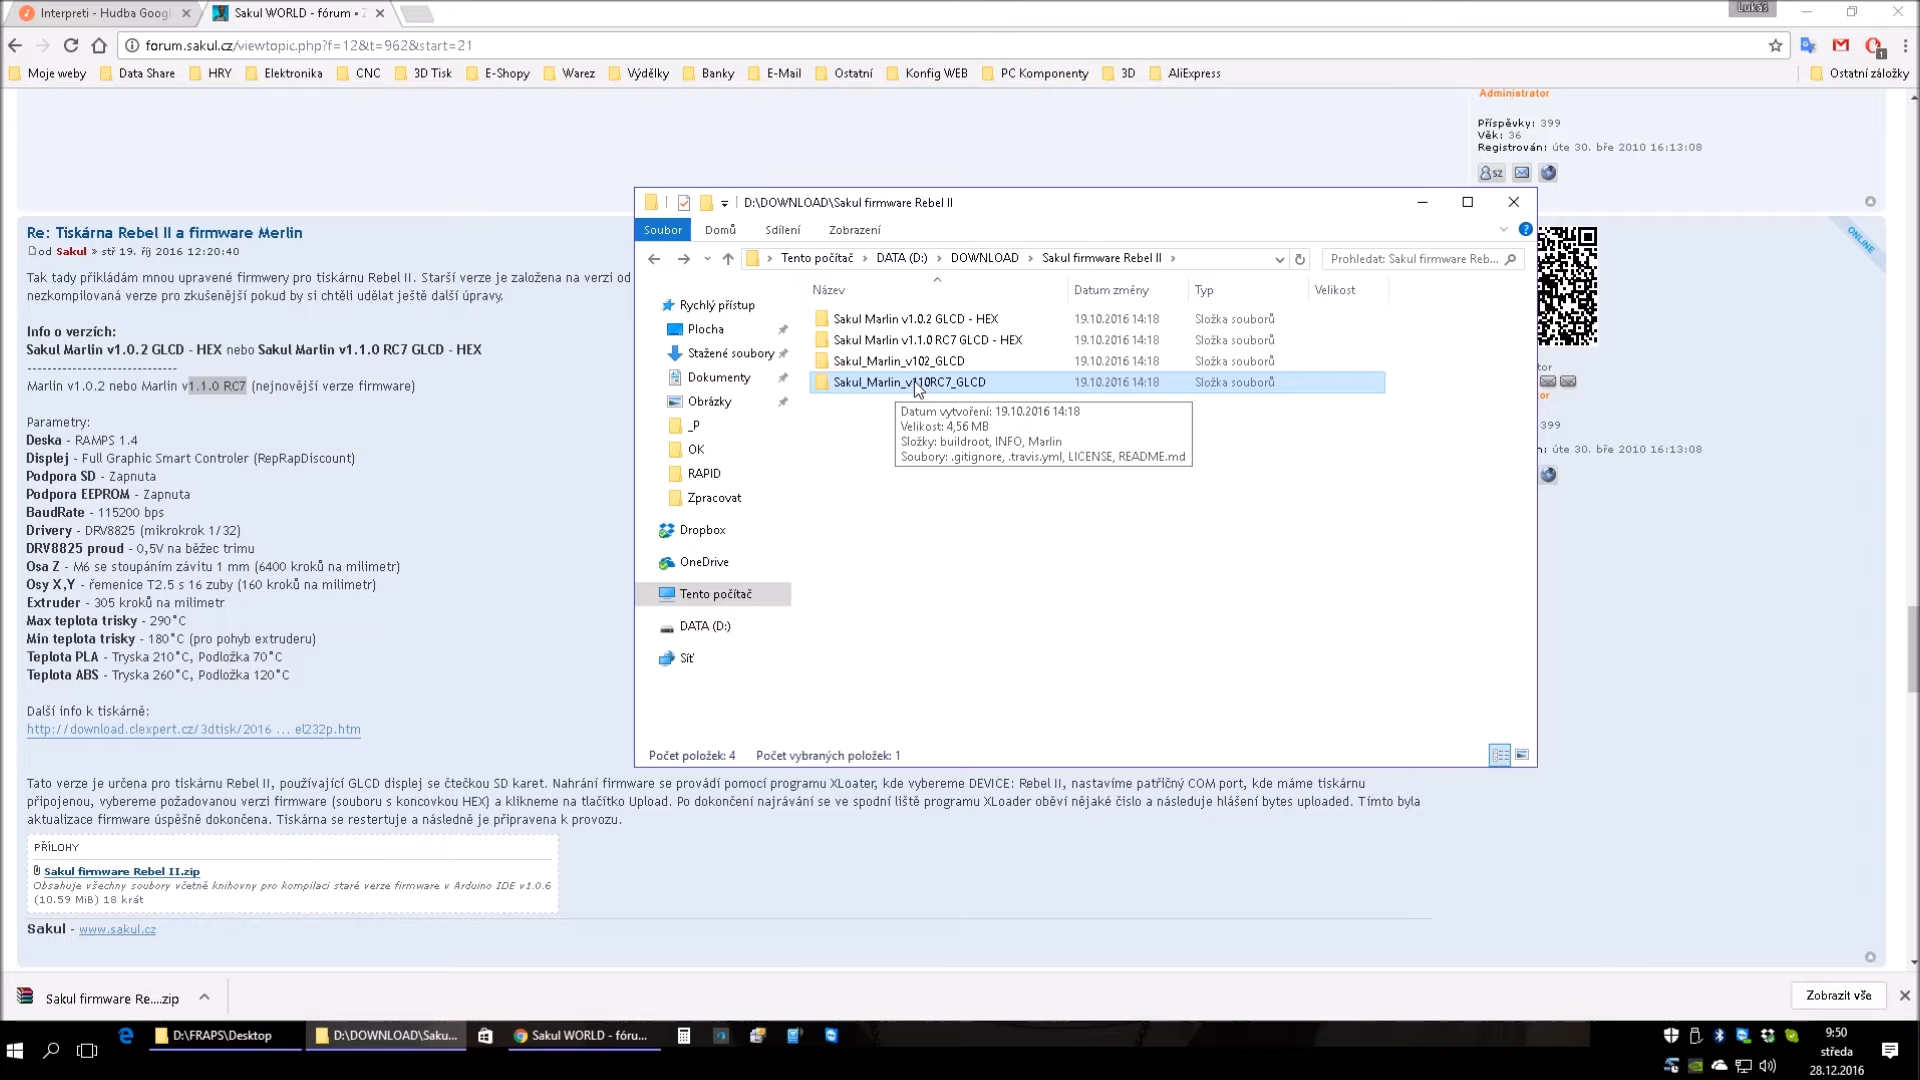 Interpreti - Hudba Googl
Sakul WORLD - fórum •
Lukáš
forum.sakul.cz/viewtopic.php?f=12&t=962&start=21
Moje weby
Data Share
HRY
Elektronika
CNC
3D Tisk
E-Shopy
Warez
Výdělky
Banky
E-Mail
Ostatní
Konfig WEB
PC Komponenty
3D
AliExpress
Ostatní záložky
Administrator
Příspěvky: 399
Věk: 36
Registrován: úte 30. bře 2010 16:13:08
SZ
Re: Tiskárna Rebel II a firmware Merlin
od Sakul » stř 19. říj 2016 12:20:40
Tak tady přikládám mnou upravené firmwery pro tiskárnu Rebel II. Starší verze je založena na verzi od
nezkompilovaná verze pro zkušenější pokud by si chtěli udělat ještě další úpravy.
Info o verzích:
Sakul Marlin v1.0.2 GLCD - HEX nebo Sakul Marlin v1.1.0 RC7 GLCD - HEX
----------------------------
Marlin v1.0.2 nebo Marlin v1.1.0 RC7 (nejnovější verze firmware)
Parametry:
Deska - RAMPS 1.4
Displej - Full Graphic Smart Controler (RepRapDiscount)
Podpora SD - Zapnuta
Podpora EEPROM - Zapnuta
BaudRate - 115200 bps
Drivery - DRV8825 (mikrokrok 1/32)
DRV8825 proud - 0,5V na běžec trimu
Osa Z - M6 se stoupáním závitu 1 mm (6400 kroků na milimetr)
Osy X,Y - řemenice T2.5 s 16 zuby (160 kroků na milimetr)
Extruder - 305 kroků na milimetr
Max teplota trisky - 290°C
Min teplota trisky - 180°C (pro pohyb extruderu)
Teplota PLA - Tryska 210°C, Podložka 70°C
Teplota ABS - Tryska 260°C, Podložka 120°C
Další info k tiskárně:
http://download.clexpert.cz/3dtisk/2016 ... el232p.htm
Tato verze je určena pro tiskárnu Rebel II, používající GLCD displej se čtečkou SD karet. Nahrání firmware se provádí pomocí programu XLoater, kde vybereme DEVICE: Rebel II, nastavíme patřičný COM port, kde máme tiskárnu
připojenou, vybereme požadovanou verzi firmware (souboru s koncovkou HEX) a klikneme na tlačítko Upload. Po dokončení najrávání se ve spodní liště programu XLoader oběví nějaké číslo a následuje hlášení bytes uploaded. Tímto byla
aktualizace firmware úspěšně dokončena. Tiskárna se restertuje a následně je připravena k provozu.
PŘÍLOHY
Sakul firmware Rebel II.zip
Obsahuje všechny soubory včetně knihovny pro kompilaci staré verze firmware v Arduino IDE v1.0.6
(10.59 MiB) 18 krát
Sakul - www.sakul.cz
ONLINE
tor
or
399
úte 30. bře 2010 16:13:08
D:\DOWNLOAD\Sakul firmware Rebel II
Soubor
Domů
Sdílení
Zobrazení
Tento počítač
DATA (D:)
DOWNLOAD
Sakul firmware Rebel II
Prohledat: Sakul firmware Reb...
Název
Datum změny
Typ
Velikost
Sakul Marlin v1.0.2 GLCD - HEX 19.10.2016 14:18 Složka souborů
Sakul Marlin v1.1.0 RC7 GLCD - HEX 19.10.2016 14:18 Složka souborů
Sakul_Marlin_v102_GLCD 19.10.2016 14:18 Složka souborů
Sakul_Marlin_v110RC7_GLCD 19.10.2016 14:18 Složka souborů
Datum vytvoření: 19.10.2016 14:18
Velikost: 4,56 MB
Složky: buildroot, INFO, Marlin
Soubory: .gitignore, .travis.yml, LICENSE, README.md
Rychlý přístup
Plocha
Stažené soubory
Dokumenty
Obrázky
_P
OK
RAPID
Zpracovat
Dropbox
OneDrive
Tento počítač
DATA (D:)
Síť
Počet položek: 4
Počet vybraných položek: 1
Sakul firmware Re....zip
Zobrazit vše
D:\FRAPS\Desktop
D:\DOWNLOAD\Saku...
Sakul WORLD - fóru...
9:50
středa
28.12.2016